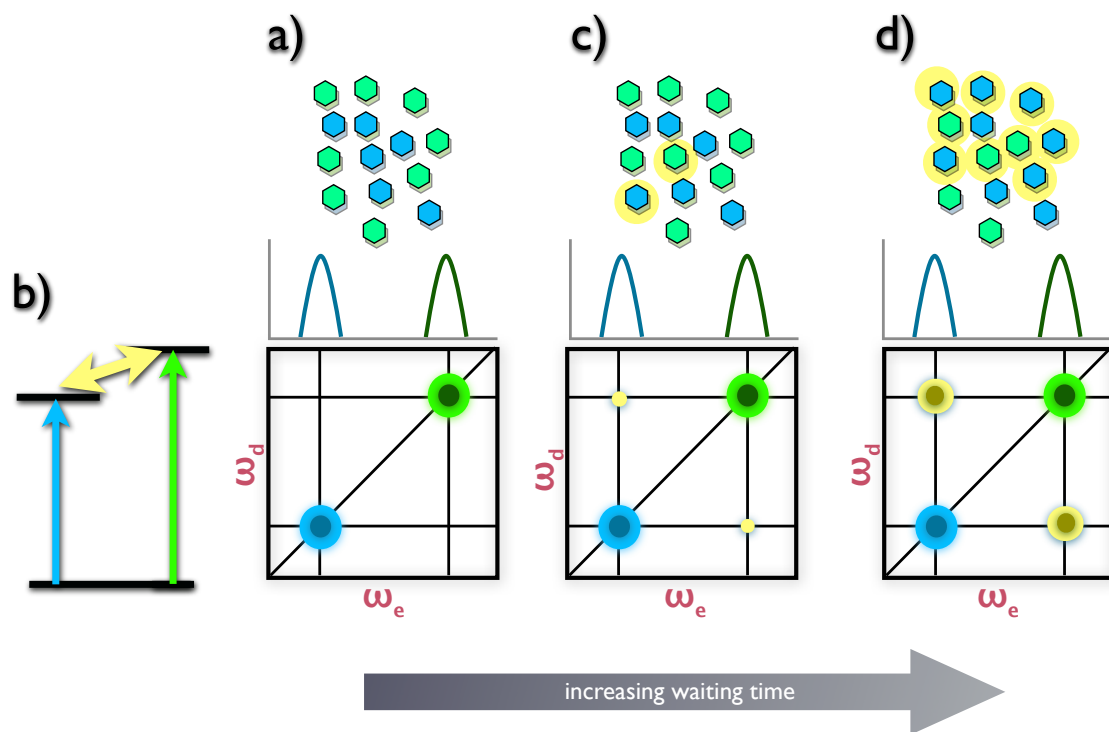 a)
c)
d)
b)
ω_d
ω_d
ω_d
ω_e
ω_e
ω_e
increasing waiting time